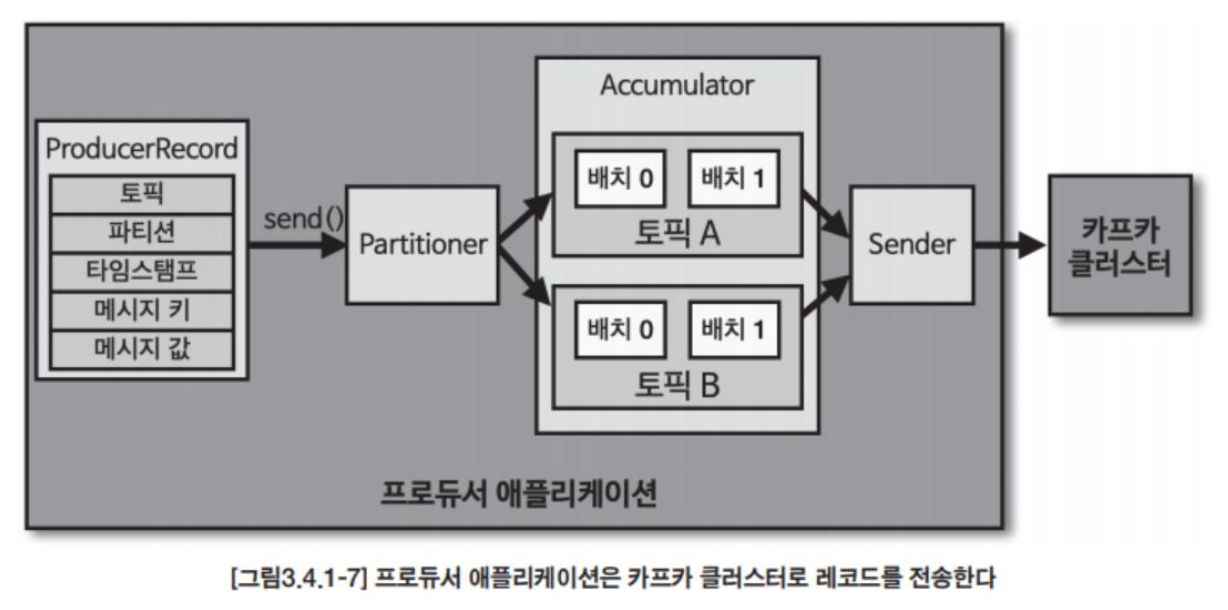 ProducerRecord
토픽
파티션
타임스탬프
메시지 키
메시지 값
send()
Partitioner
Accumulator
배치 0 배치 1
토픽 A
배치 0 배치 1
토픽 B
Sender
카프카
클러스터
프로듀서 애플리케이션
[그림3.4.1-7] 프로듀서 애플리케이션은 카프카 클러스터로 레코드를 전송한다